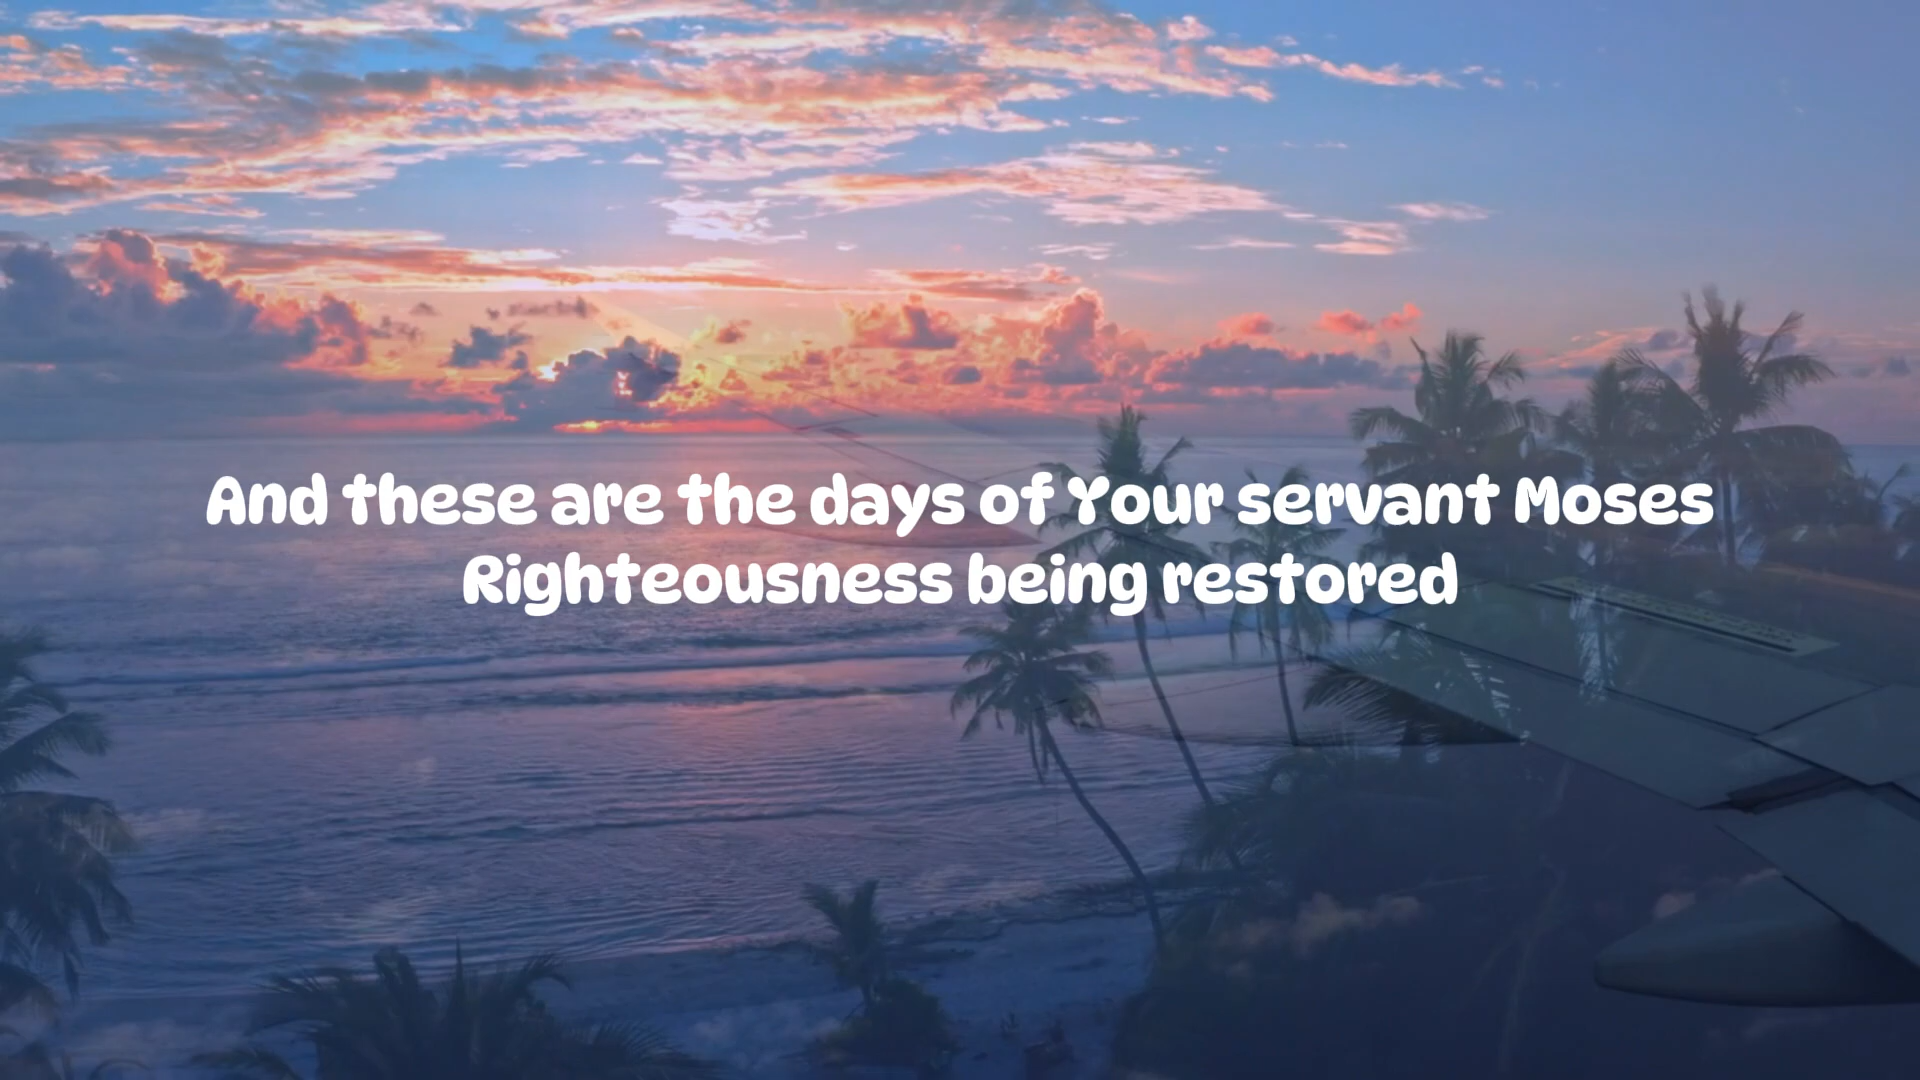 And these are the days of Your servant Moses
Righteousness being restored